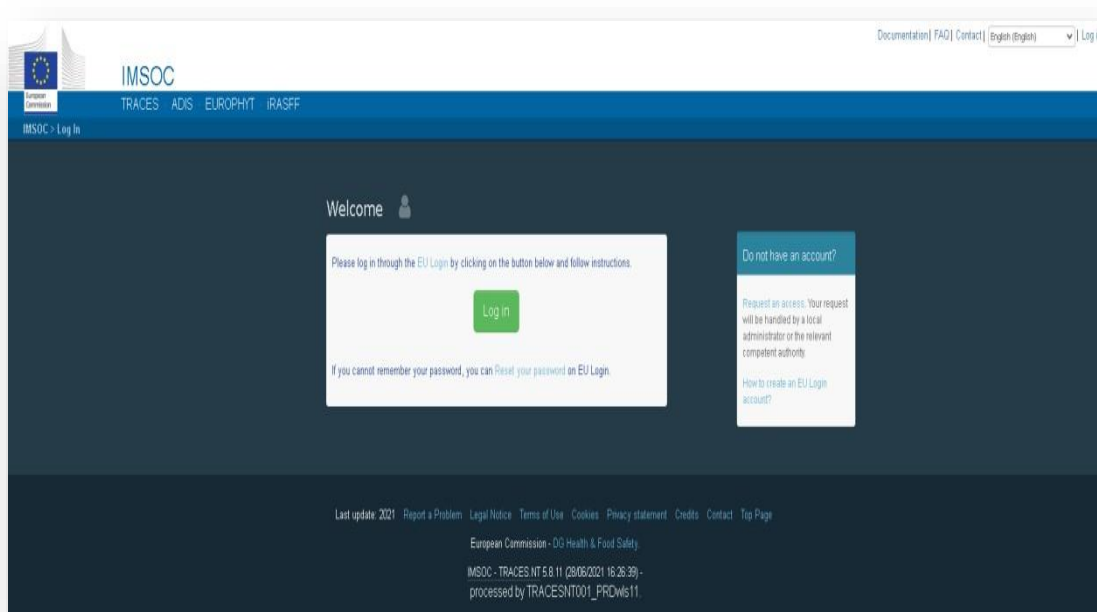 Documentation| FAQ| Contact| English (English) | Log i
European
Commission
IMSOC
TRACES ADIS EUROPHYT iRASFF
IMSOC > Log In
Welcome
Please log in through the EU Login by clicking on the button below and follow instructions.
Log in
If you cannot remember your password, you can Reset your password on EU Login.
Do not have an account?
Request an access. Your request
will be handled by a local
administrator or the relevant
competent authority.
How to create an EU Login
account?
Last update: 2021 Report a Problem Legal Notice Terms of Use Cookies Privacy statement Credits Contact Top Page
European Commission - DG Health & Food Safety.
IMSOC - TRACES.NT 5.8.11 (28/06/2021 16:26:39) -
processed by TRACESNT001_PRDwls11.